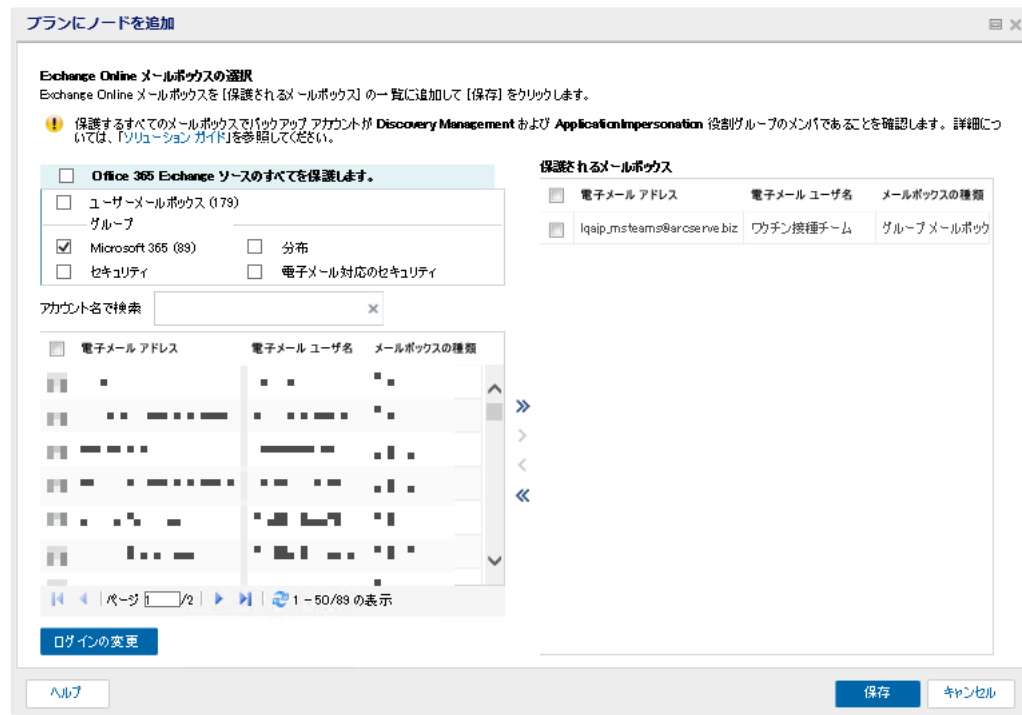 プランにノードを追加
Exchange Online メールボックスの選択
Exchange Online メールボックスを [保護されるメールボックス] の一覧に追加して [保存] をクリックします。
保護するすべてのメールボックスでバックアップ アカウントが Discovery Management および ApplicationImpersonation 役割グループのメンバであることを確認します。詳細につ
いては、「ソリューション ガイド」を参照してください。
Office 365 Exchange ソースのすべてを保護します。
ユーザーメールボックス (179)
グループ
Microsoft 365 (89)
分布
セキュリティ
電子メール対応のセキュリティ
アカウント名で検索
電子メール アドレス 電子メール ユーザ名 メールボックスの種類
ページ 1 /2
1 - 50/89 の表示
ログインの変更
保護されるメールボックス
電子メール アドレス 電子メール ユーザ名 メールボックスの種類
lqaip_msteams@arcserve.biz ワクチン接種チーム グループ メールボック
ヘルプ
保存
キャンセル